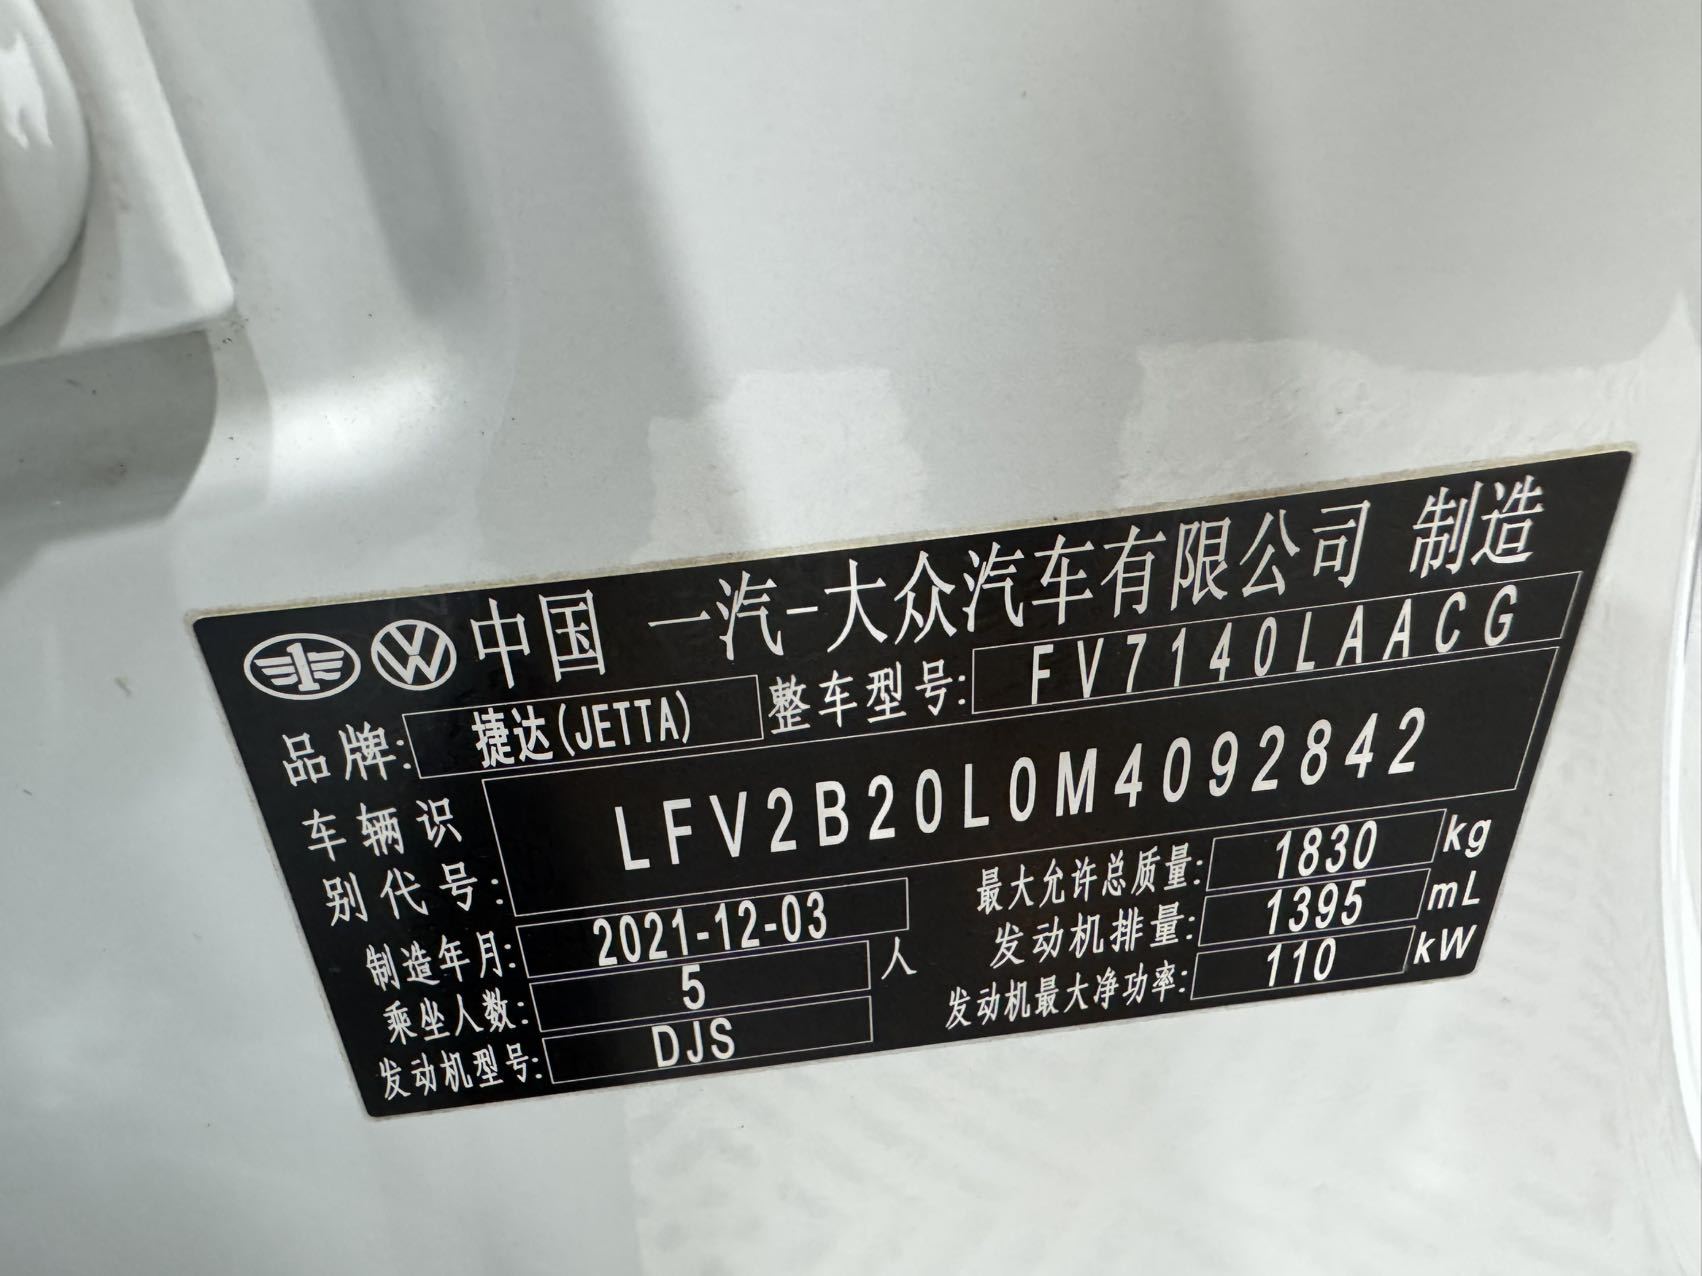 中国 一汽-大众汽车有限公司 制造
品牌: 捷达(JETTA) 整车型号: FV7140LAACG
车辆识别代号: LFV2B20L0M4092842
制造年月: 2021-12-03 最大允许总质量: 1830 kg
乘坐人数: 5 人 发动机排量: 1395 mL
发动机型号: DJS 发动机最大净功率: 110 kW